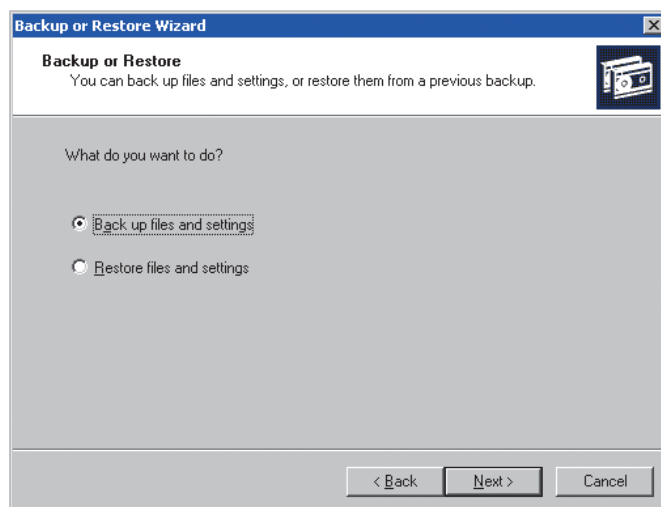 Backup or Restore Wizard
Backup or Restore
You can back up files and settings, or restore them from a previous backup.
What do you want to do?
Back up files and settings
Restore files and settings
< Back Next > Cancel